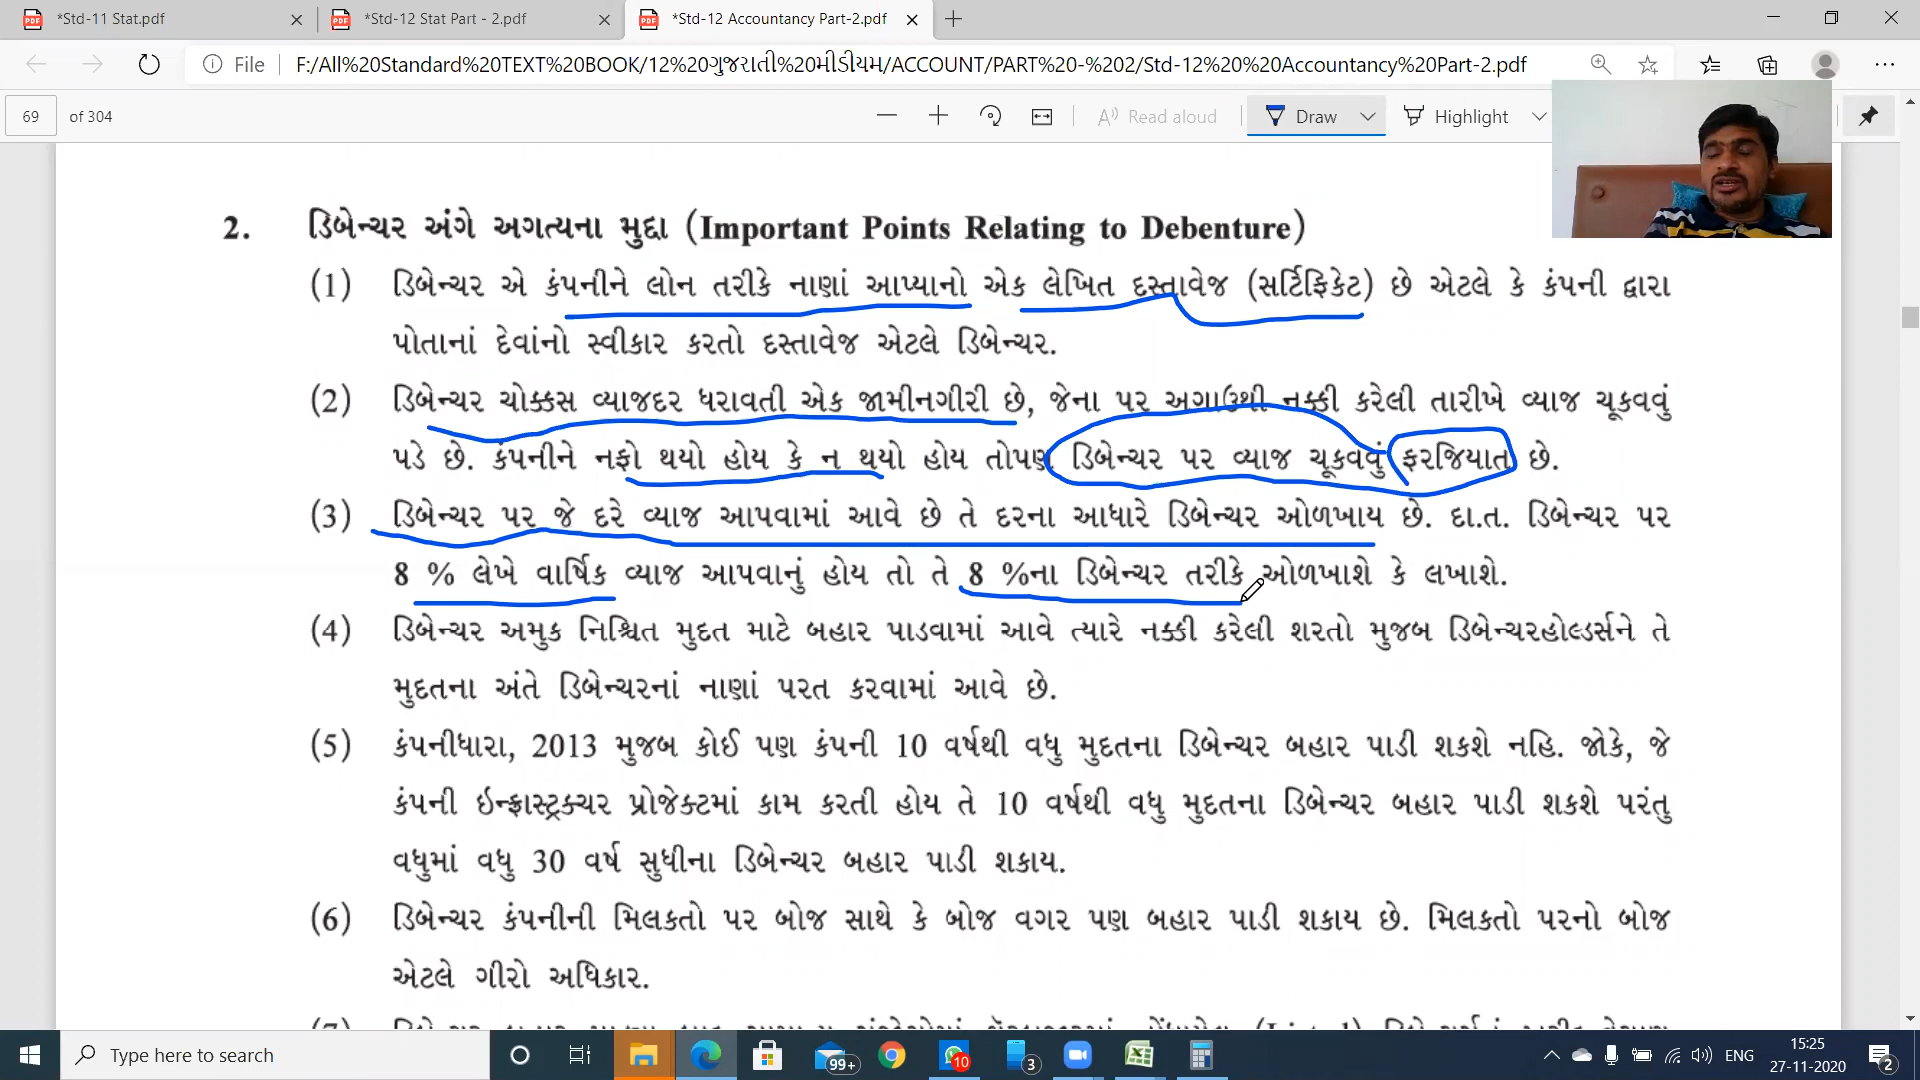 *Std-11 Stat.pdf
*Std-12 Stat Part - 2.pdf
*Std-12 Accountancy Part-2.pdf
File F:/All%20Standard%20TEXT%20BOOK/12%20ગુજરાતી%20મીડીયમ/ACCOUNT/PART%20-%202/Std-12%20%20Accountancy%20Part-2.pdf
69 of 304
Read aloud
Draw
Highlight
2. ડિબેન્ચર અંગે અગત્યના મુદ્દા (Important Points Relating to Debenture)
(1) ડિબેન્ચર એ કંપનીને લોન તરીકે નાણાં આપ્યાનો એક લેખિત દસ્તાવેજ (સર્ટિફિકેટ) છે એટલે કે કંપની દ્વારા
પોતાનાં દેવાંનો સ્વીકાર કરતો દસ્તાવેજ એટલે ડિબેન્ચર.
(2) ડિબેન્ચર ચોક્કસ વ્યાજદર ધરાવતી એક જામીનગીરી છે, જેના પર અગાઉથી નક્કી કરેલી તારીખે વ્યાજ ચૂકવવું
પડે છે. કંપનીને નફો થયો હોય કે ન થયો હોય તોપણ ડિબેન્ચર પર વ્યાજ ચૂકવવું ફરજિયાત છે.
(3) ડિબેન્ચર પર જે દરે વ્યાજ આપવામાં આવે છે તે દરના આધારે ડિબેન્ચર ઓળખાય છે. દા.ત. ડિબેન્ચર પર
8 % લેખે વાર્ષિક વ્યાજ આપવાનું હોય તો તે 8 %ના ડિબેન્ચર તરીકે ઓળખાશે કે લખાશે.
(4) ડિબેન્ચર અમુક નિશ્ચિત મુદત માટે બહાર પાડવામાં આવે ત્યારે નક્કી કરેલી શરતો મુજબ ડિબેન્ચરહોલ્ડર્સને તે
મુદતના અંતે ડિબેન્ચરનાં નાણાં પરત કરવામાં આવે છે.
(5) કંપનીધારા, 2013 મુજબ કોઈ પણ કંપની 10 વર્ષથી વધુ મુદતના ડિબેન્ચર બહાર પાડી શકશે નહિ. જોકે, જે
કંપની ઇન્ફ્રાસ્ટ્રક્ચર પ્રોજેક્ટમાં કામ કરતી હોય તે 10 વર્ષથી વધુ મુદતના ડિબેન્ચર બહાર પાડી શકશે પરંતુ
વધુમાં વધુ 30 વર્ષ સુધીના ડિબેન્ચર બહાર પાડી શકાય.
(6) ડિબેન્ચર કંપનીની મિલકતો પર બોજ સાથે કે બોજ વગર પણ બહાર પાડી શકાય છે. મિલકતો પરનો બોજ
એટલે ગીરો અધિકાર.
Type here to search
99+
10
3
ENG
15:25
27-11-2020
2